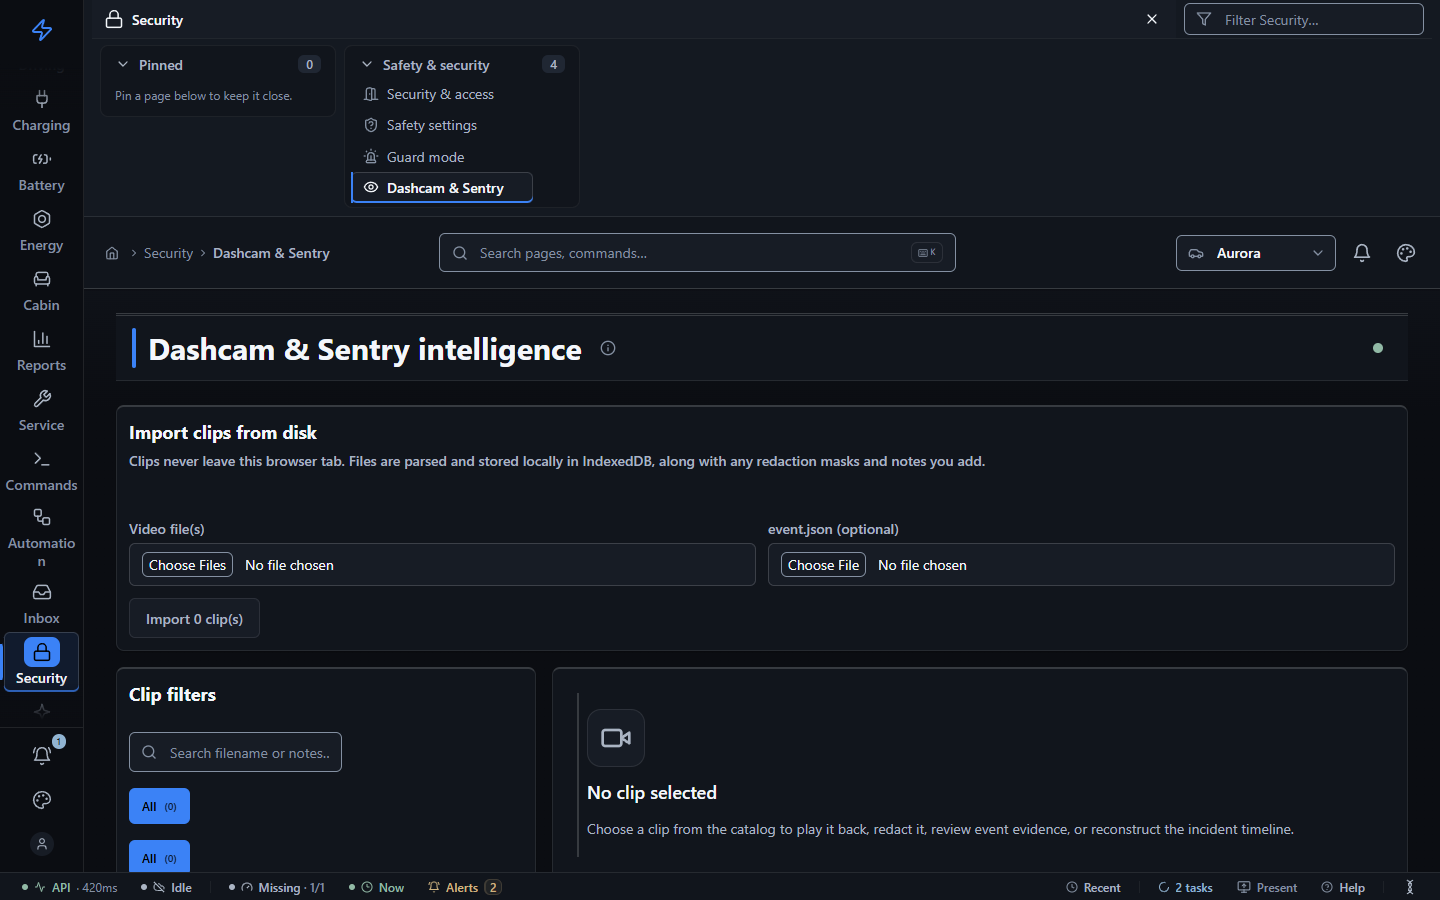 Security
Filter Security...
Pinned
0
Pin a page below to keep it close.
Safety & security
4
Security & access
Safety settings
Guard mode
Dashcam & Sentry
Charging
Battery
Energy
Cabin
Reports
Service
Commands
Automatio
n
Inbox
Security
1
Security
Dashcam & Sentry
Search pages, commands...
K
Aurora
Dashcam & Sentry intelligence
Import clips from disk
Clips never leave this browser tab. Files are parsed and stored locally in IndexedDB, along with any redaction masks and notes you add.
Video file(s)
Choose Files No file chosen
event.json (optional)
Choose File No file chosen
Import 0 clip(s)
Clip filters
Search filename or notes..
All (0)
All (0)
No clip selected
Choose a clip from the catalog to play it back, redact it, review event evidence, or reconstruct the incident timeline.
API · 420ms
Idle
Missing · 1/1
Now
Alerts 2
Recent
2 tasks
Present
Help